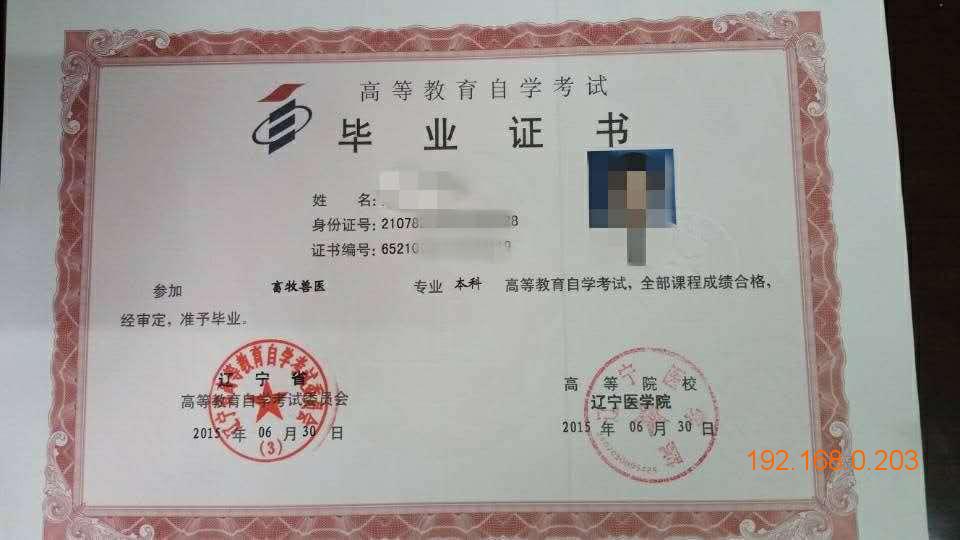 高等教育自学考试
毕业证书
姓 名:
身份证号: 21078 28
证书编号: 65210
参加 畜牧兽医 专业 本科 高等教育自学考试，全部课程成绩合格，
经审定，准予毕业。
辽宁省 高等院校
高等教育自学考试委员会 辽宁医学院
2015 年 06 月 30 日 2015 年 06 月 30 日
(3)
192.168.0.203